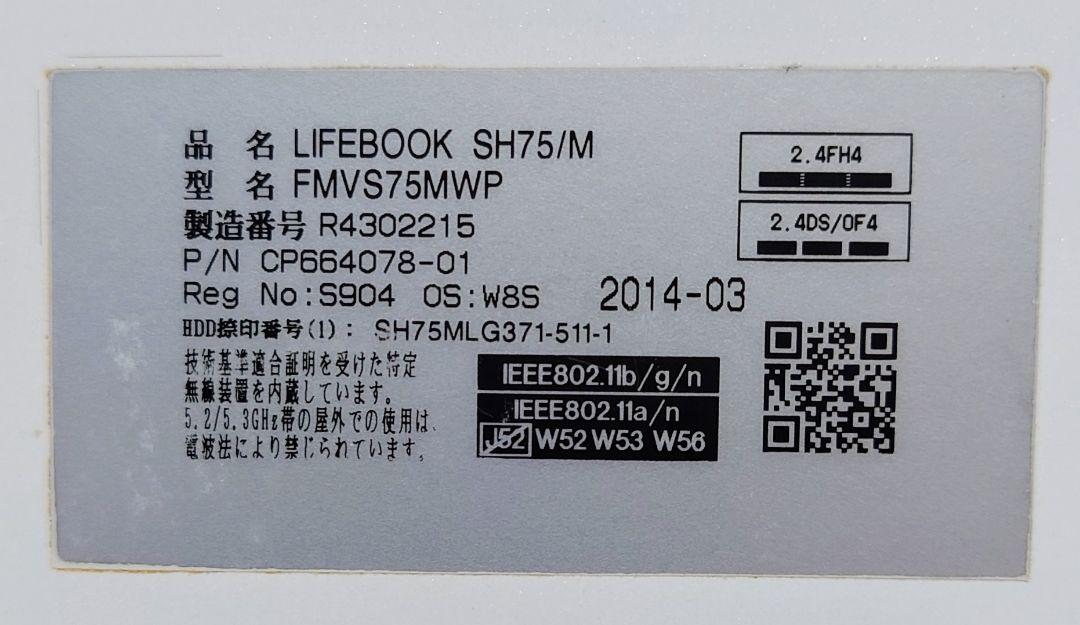 品 名 LIFEBOOK SH75/M
型 名 FMVS75MWP
製造番号 R4302215
P/N CP664078-01
Reg No:S904 OS:W8S 2014-03
HDD捺印番号(1): SH75MLG371-511-1
技術基準適合証明を受けた特定
無線装置を内蔵しています。
5.2/5.3GHz帯の屋外での使用は、
電波法により禁じられています。
2.4FH4
2.4DS/OF4
IEEE802.11b/g/n
IEEE802.11a/n
J52 W52 W53 W56